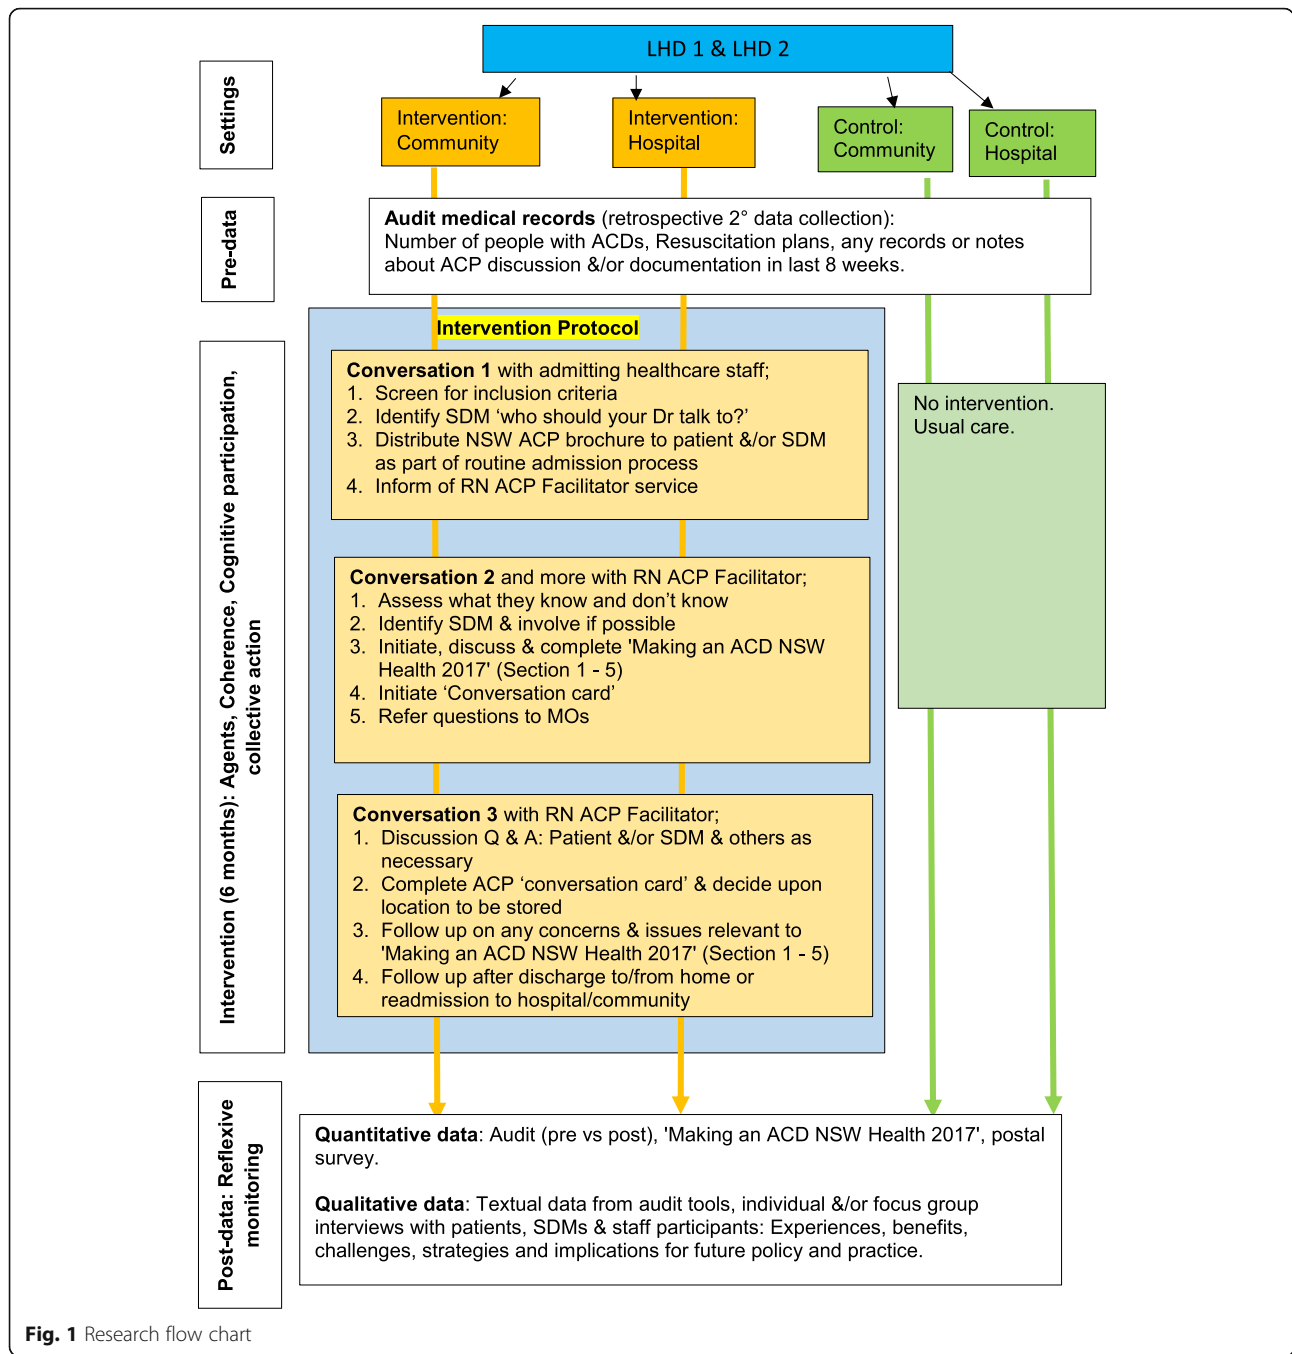 LHD 1 & LHD 2
Settings
Intervention:
Community
Intervention:
Hospital
Control:
Community
Control:
Hospital
Pre-data
Audit medical records (retrospective 2° data collection):
Number of people with ACDs, Resuscitation plans, any records or notes
about ACP discussion &/or documentation in last 8 weeks.
Intervention (6 months): Agents, Coherence, Cognitive participation,
collective action
Intervention Protocol
Conversation 1 with admitting healthcare staff;
1. Screen for inclusion criteria
2. Identify SDM ‘who should your Dr talk to?’
3. Distribute NSW ACP brochure to patient &/or SDM
as part of routine admission process
4. Inform of RN ACP Facilitator service
No intervention.
Usual care.
Conversation 2 and more with RN ACP Facilitator;
1. Assess what they know and don’t know
2. Identify SDM & involve if possible
3. Initiate, discuss & complete 'Making an ACD NSW
Health 2017' (Section 1 - 5)
4. Initiate ‘Conversation card’
5. Refer questions to MOs
Conversation 3 with RN ACP Facilitator;
1. Discussion Q & A: Patient &/or SDM & others as
necessary
2. Complete ACP ‘conversation card’ & decide upon
location to be stored
3. Follow up on any concerns & issues relevant to
'Making an ACD NSW Health 2017' (Section 1 - 5)
4. Follow up after discharge to/from home or
readmission to hospital/community
Post-data: Reflexive
monitoring
Quantitative data: Audit (pre vs post), 'Making an ACD NSW Health 2017', postal
survey.
Qualitative data: Textual data from audit tools, individual &/or focus group
interviews with patients, SDMs & staff participants: Experiences, benefits,
challenges, strategies and implications for future policy and practice.
Fig. 1 Research flow chart